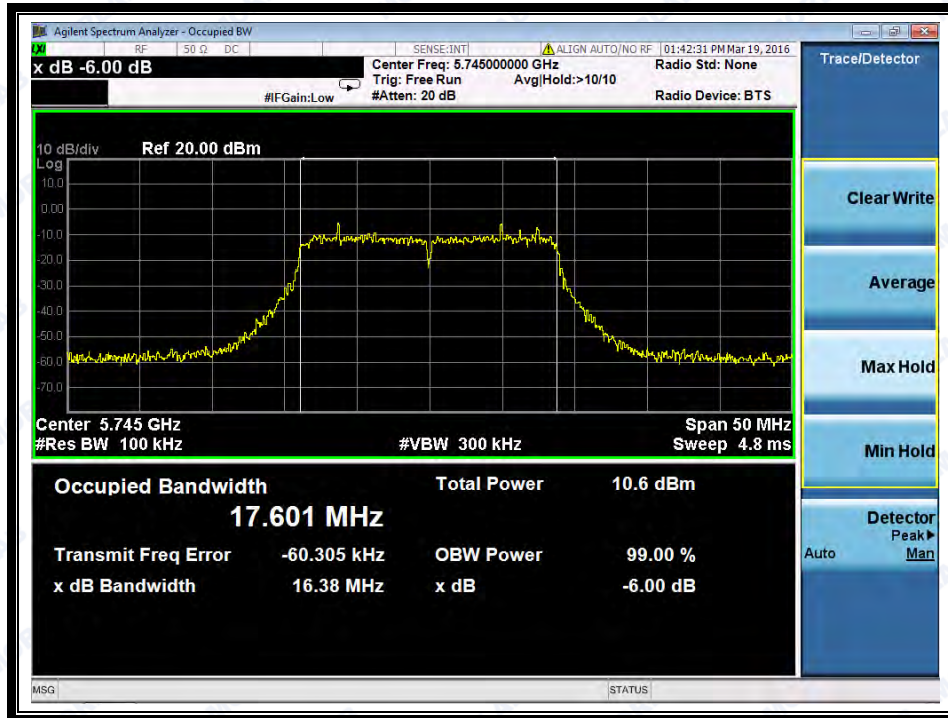 Agilent Spectrum Analyzer - Occupied BW
LXI RF 50 Ω DC SENSE:INT ALIGN AUTO/NO RF 01:42:31 PM Mar 19, 2016
x dB -6.00 dB Center Freq: 5.745000000 GHz Radio Std: None
Trig: Free Run Avg|Hold:>10/10
#IFGain:Low #Atten: 20 dB Radio Device: BTS
10 dB/div Ref 20.00 dBm
Log
10.0
0.00
-10.0
-20.0
-30.0
-40.0
-50.0
-60.0
-70.0
Center 5.745 GHz Span 50 MHz
#Res BW 100 kHz #VBW 300 kHz Sweep 4.8 ms
Occupied Bandwidth Total Power 10.6 dBm
17.601 MHz
Transmit Freq Error -60.305 kHz OBW Power 99.00 %
x dB Bandwidth 16.38 MHz x dB -6.00 dB
MSG STATUS
Trace/Detector
Clear Write
Average
Max Hold
Min Hold
Detector
Peak▶
Auto Man